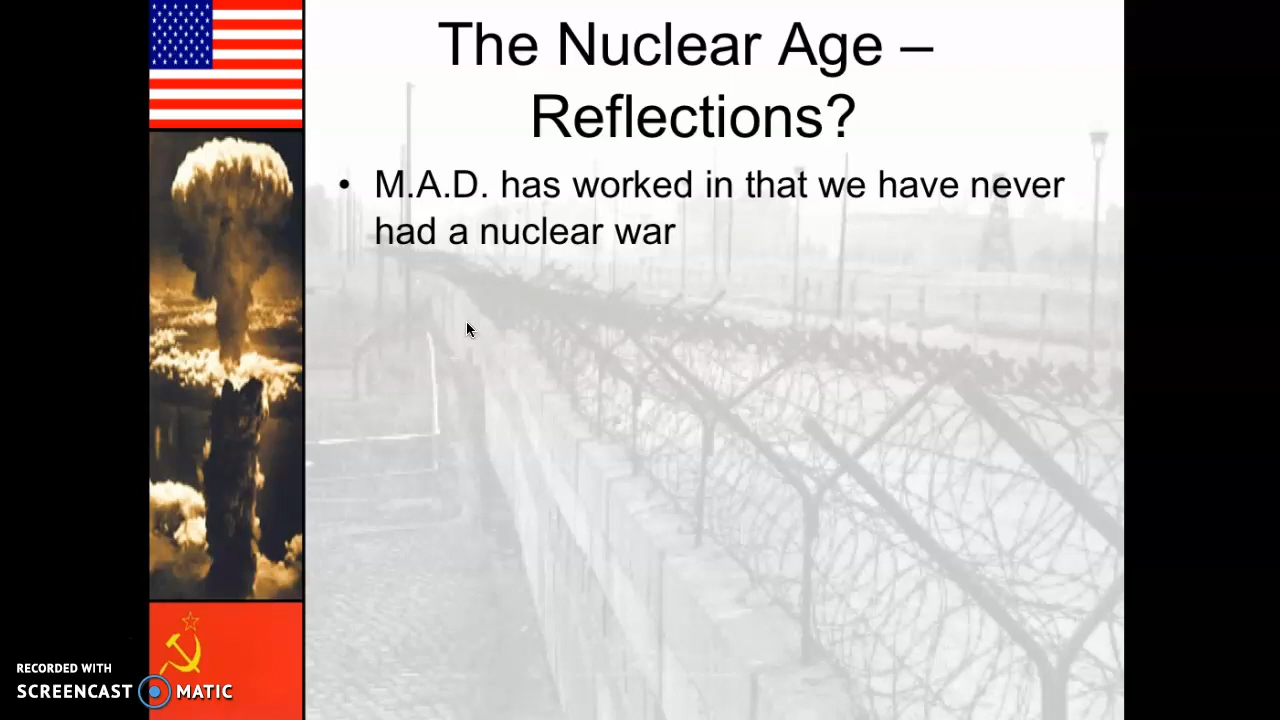 The Nuclear Age –
Reflections?
• M.A.D. has worked in that we have never
had a nuclear war
RECORDED WITH
SCREENCAST MATIC